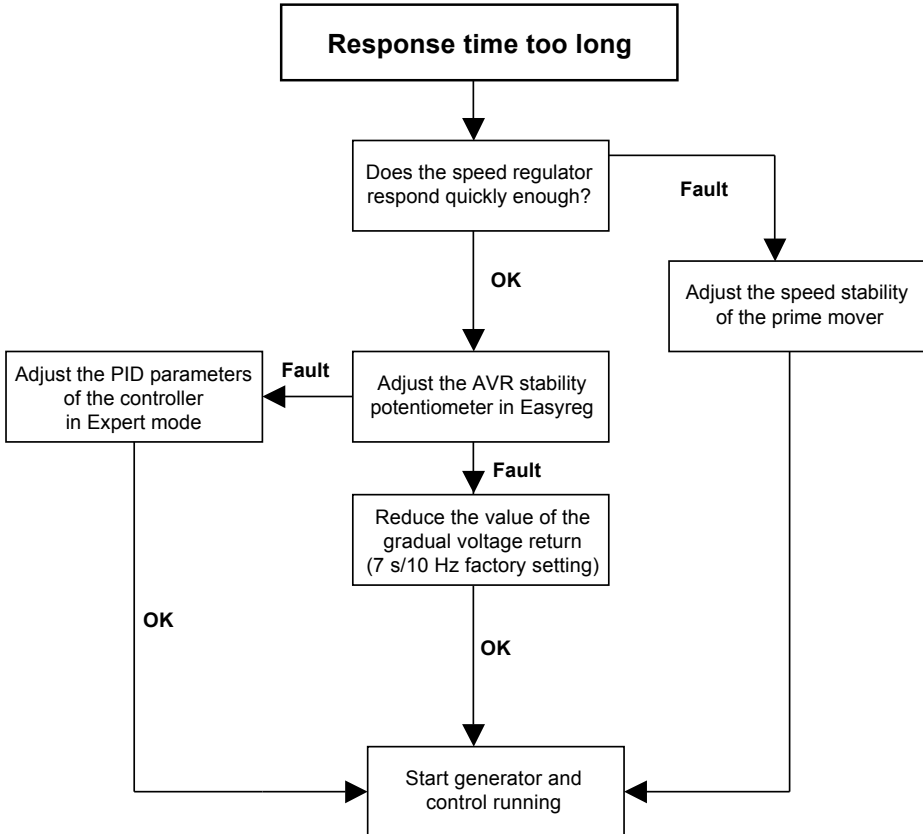 Response time too long
Does the speed regulator
respond quickly enough?
Fault
OK
Adjust the speed stability
of the prime mover
Adjust the PID parameters
of the controller
in Expert mode
Fault
Adjust the AVR stability
potentiometer in Easyreg
Fault
Reduce the value of the
gradual voltage return
(7 s/10 Hz factory setting)
OK
OK
Start generator and
control running